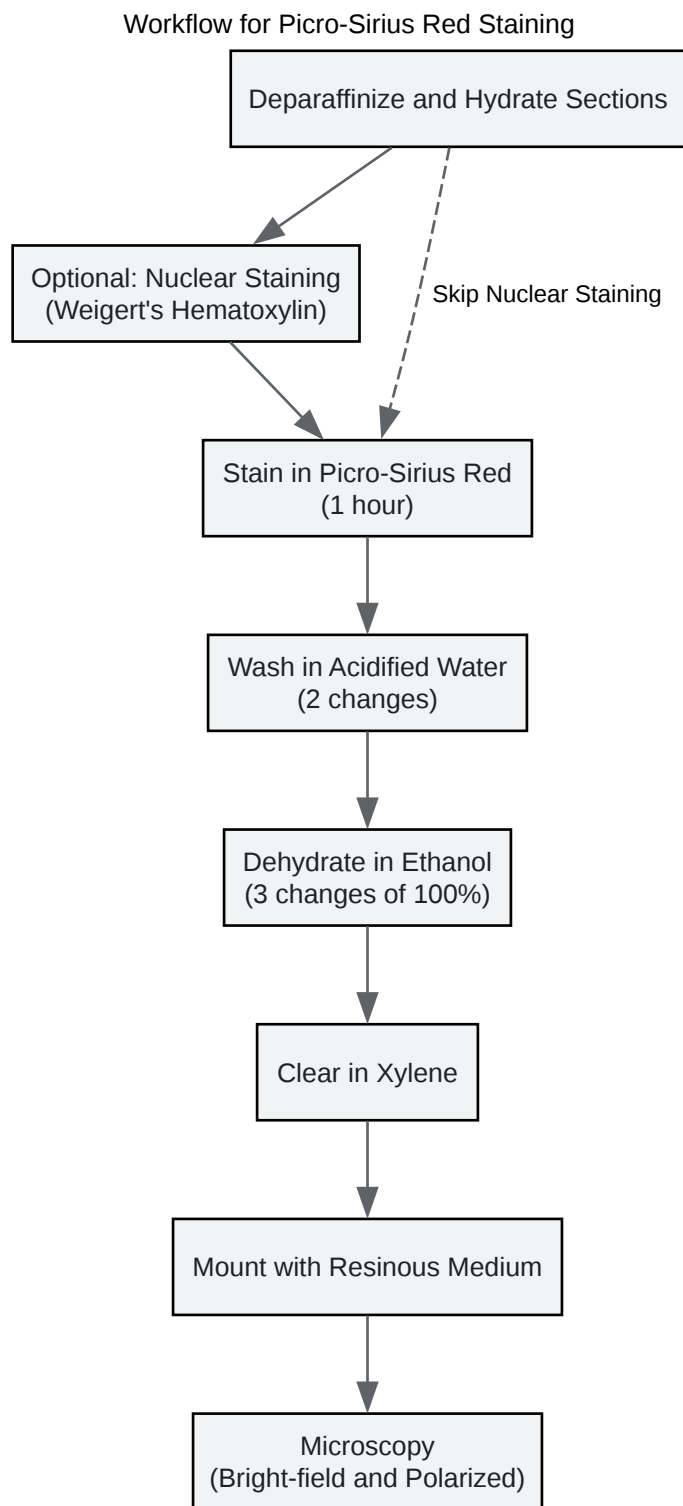 Workflow for Picro-Sirius Red Staining
Deparaffinize and Hydrate Sections
Optional: Nuclear Staining
(Weigert's Hematoxylin)
Skip Nuclear Staining
Stain in Picro-Sirius Red
(1 hour)
Wash in Acidified Water
(2 changes)
Dehydrate in Ethanol
(3 changes of 100%)
Clear in Xylene
Mount with Resinous Medium
Microscopy
(Bright-field and Polarized)